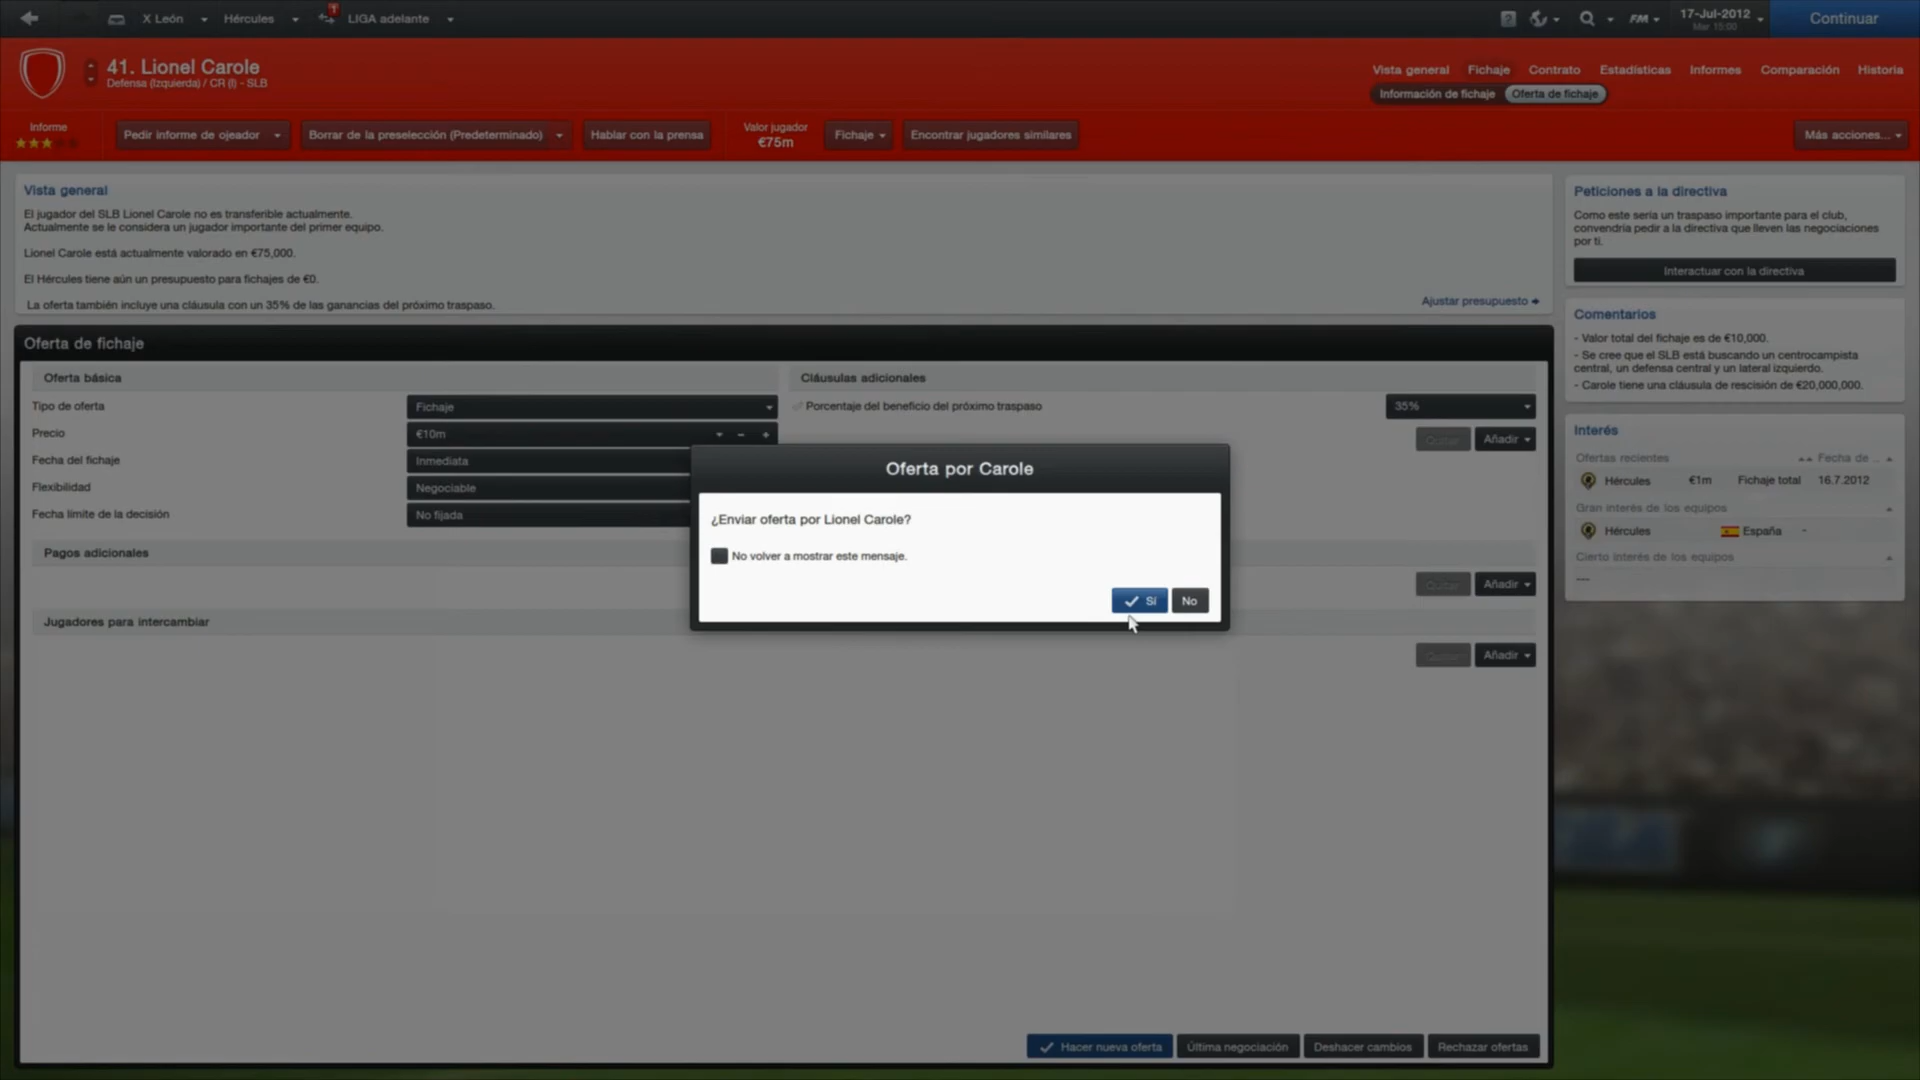 X León
Hércules
1
LIGA adelante
?
FM
17-Jul-2012
Mar 15:00
Continuar
41. Lionel Carole
Defensa (Izquierda) / CR (I) - SLB
Vista general
Fichaje
Contrato
Estadísticas
Informes
Comparación
Historia
Información de fichaje
Oferta de fichaje
Informe
Pedir informe de ojeador
Borrar de la preselección (Predeterminado)
Hablar con la prensa
Valor jugador
€75m
Fichaje
Encontrar jugadores similares
Más acciones...
Vista general
El jugador del SLB Lionel Carole no es transferible actualmente.
Actualmente se le considera un jugador importante del primer equipo.
Lionel Carole está actualmente valorado en €75,000.
El Hércules tiene aún un presupuesto para fichajes de €0.
La oferta también incluye una cláusula con un 35% de las ganancias del próximo traspaso.
Ajustar presupuesto
Peticiones a la directiva
Como este sería un traspaso importante para el club,
convendría pedir a la directiva que lleven las negociaciones
por ti.
Interactuar con la directiva
Comentarios
- Valor total del fichaje es de €10,000.
- Se cree que el SLB está buscando un centrocampista
central, un defensa central y un lateral izquierdo.
- Carole tiene una cláusula de rescisión de €20,000,000.
Interés
Ofertas recientes
Fecha de ...
Hércules €1m Fichaje total 16.7.2012
Gran interés de los equipos
Hércules España -
Cierto interés de los equipos
---
Oferta de fichaje
Oferta básica
Tipo de oferta Fichaje
Precio €10m
Fecha del fichaje Inmediata
Flexibilidad Negociable
Fecha límite de la decisión No fijada
Cláusulas adicionales
Porcentaje del beneficio del próximo traspaso 35%
Quitar Añadir
Pagos adicionales
Quitar Añadir
Jugadores para intercambiar
Quitar Añadir
Oferta por Carole
¿Enviar oferta por Lionel Carole?
No volver a mostrar este mensaje.
Sí
No
Hacer nueva oferta
Última negociación
Deshacer cambios
Rechazar ofertas